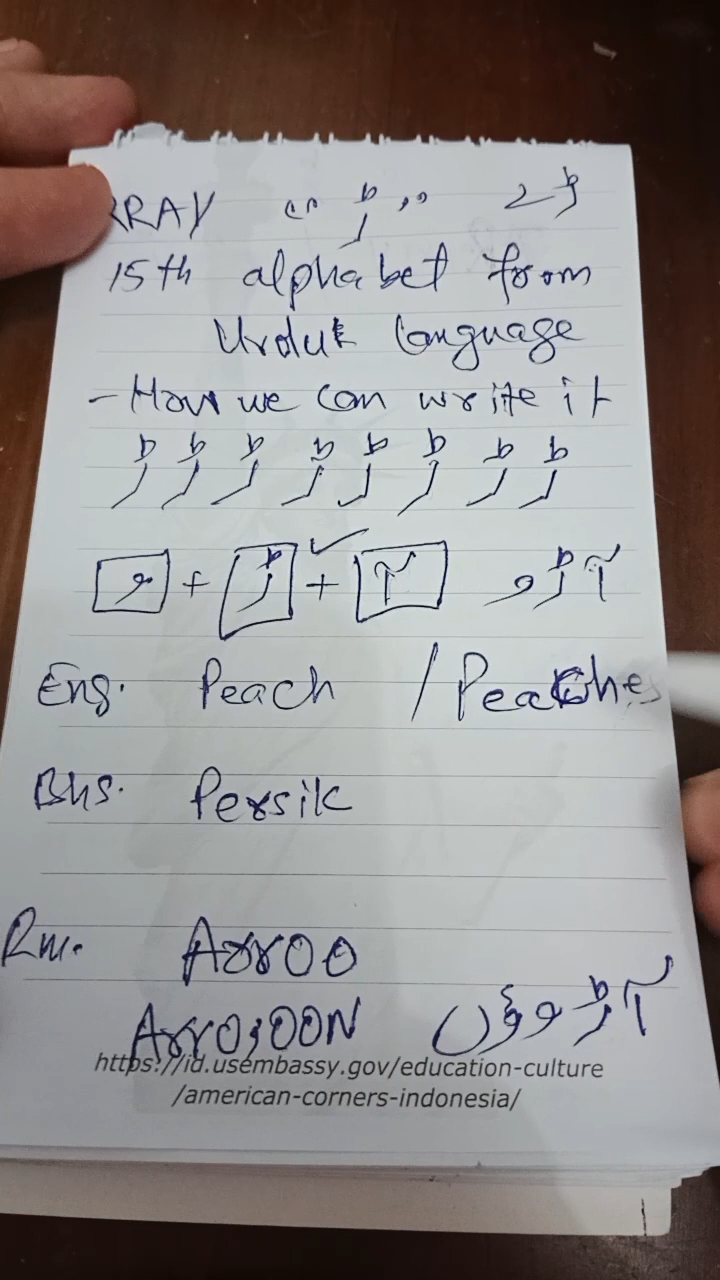 RRAY " ڑ " ڑے
15th alphabet from
Urduk language
- How we can write it
ڑ ڑ ڑ ڑ ڑ ڑ ڑ ڑ
آڑو آ + ڑ + و
Eng. Peach / Peaches
Bhs. Persik
Rm. Arroo
Arro,ooN آڑوؤں
https://id.usembassy.gov/education-culture
/american-corners-indonesia/